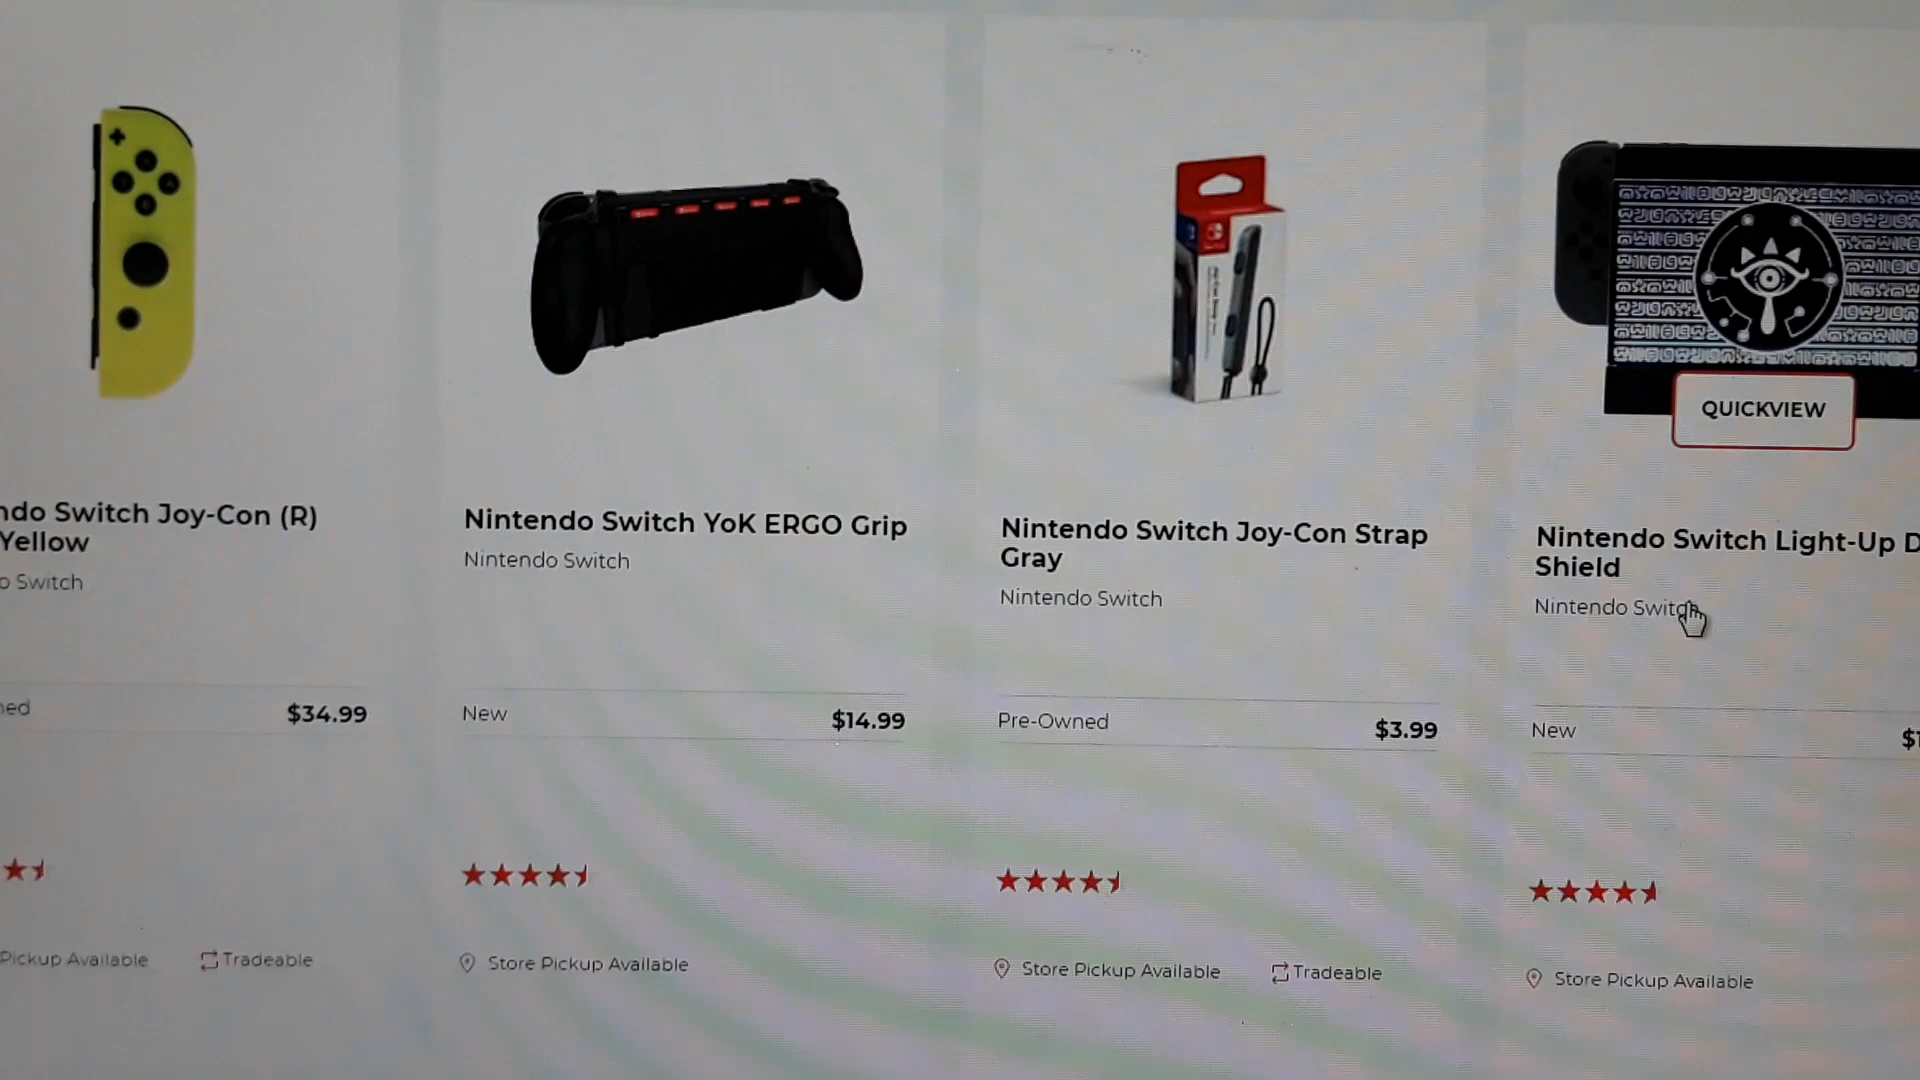 ndo Switch Joy-Con (R)
Yellow
o Switch
ned
$34.99
Pickup Available
Tradeable
Nintendo Switch YoK ERGO Grip
Nintendo Switch
New
$14.99
Store Pickup Available
Nintendo Switch Joy-Con Strap
Gray
Nintendo Switch
Pre-Owned
$3.99
Store Pickup Available
Tradeable
QUICKVIEW
Nintendo Switch Light-Up D
Shield
Nintendo Switch
New
$1
Store Pickup Available